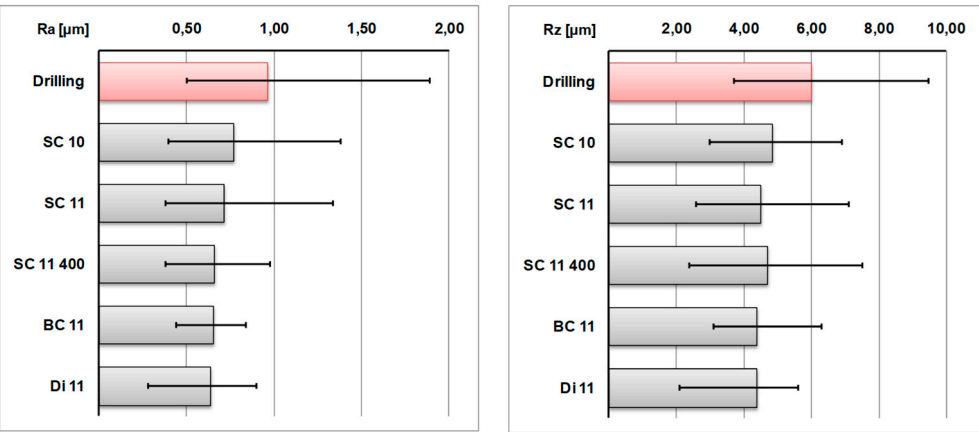 Ra [µm] 0,50 1,00 1,50 2,00
Drilling
SC 10
SC 11
SC 11 400
BC 11
Di 11
Rz [µm] 2,00 4,00 6,00 8,00 10,00
Drilling
SC 10
SC 11
SC 11 400
BC 11
Di 11